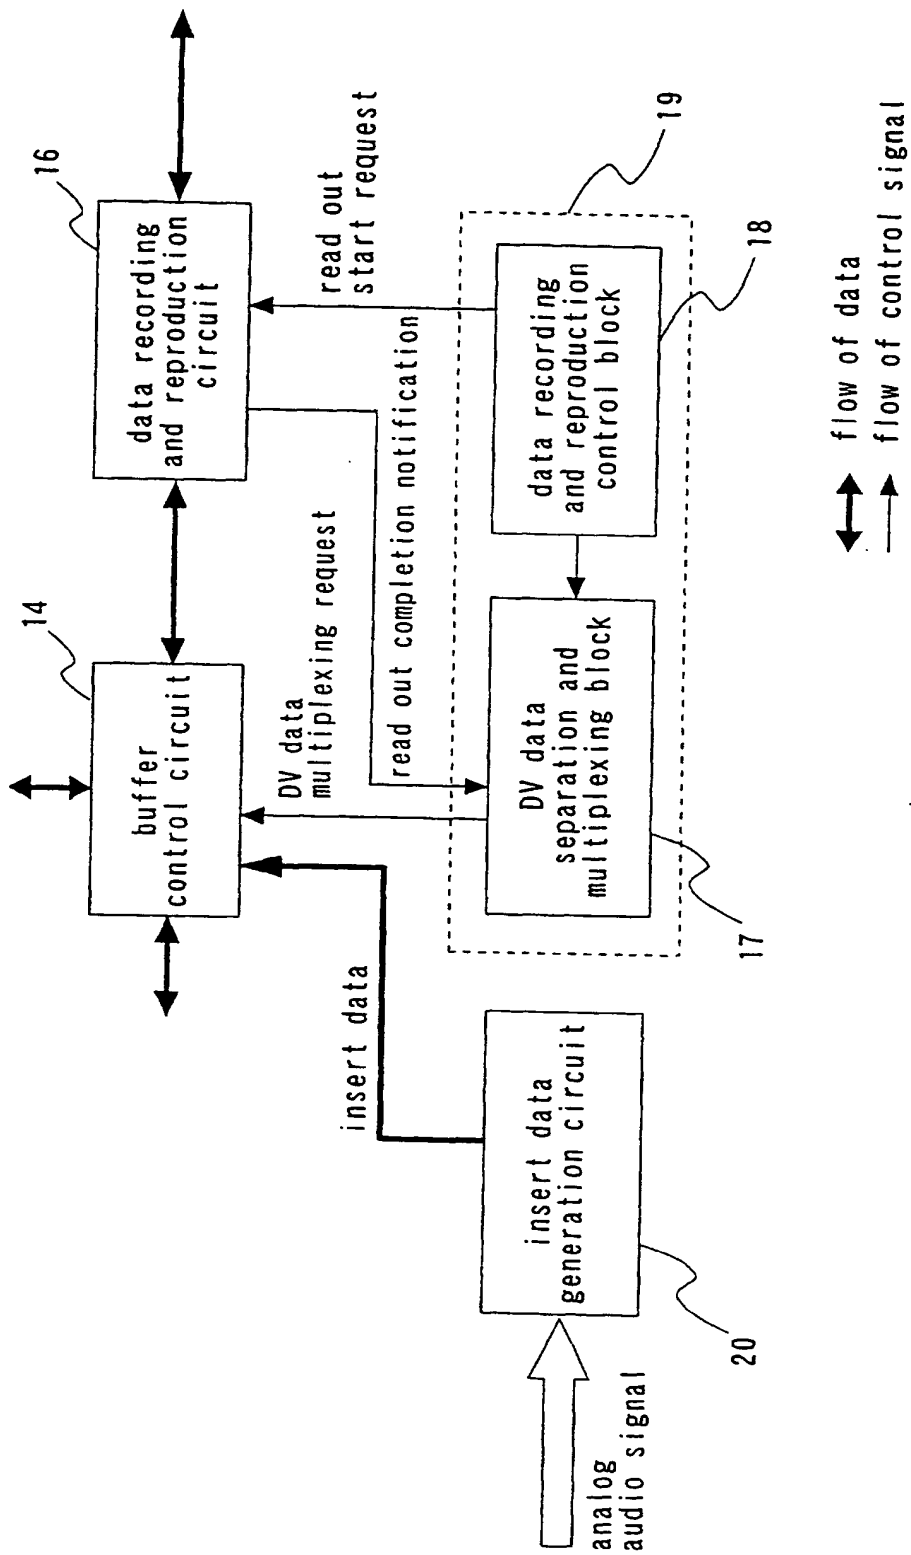 14
buffer
control circuit
16
data recording
and reproduction
circuit
DV data
multiplexing request
read out completion notification
read out
start request
insert data
19
DV data
separation and
multiplexing block
17
data recording
and reproduction
control block
18
insert data
generation circuit
20
analog
audio signal
flow of data
flow of control signal